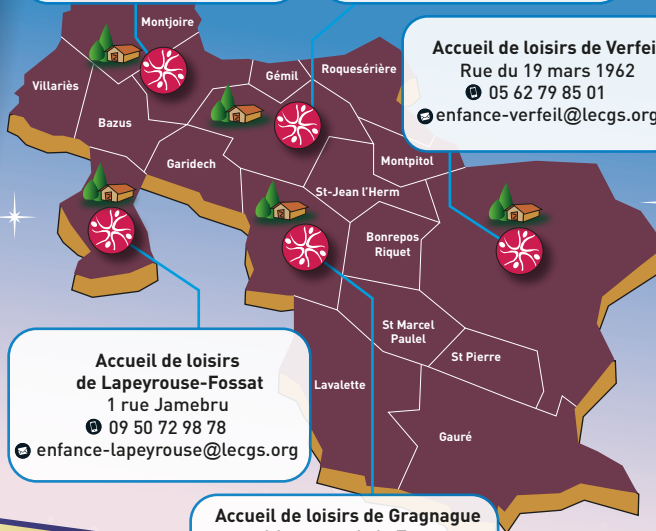 Montjoire
Accueil de loisirs de Verfeil
Rue du 19 mars 1962
05 62 79 85 01
enfance-verfeil@lecgs.org
Roquesérière
Gémil
Villariès
Bazus
Garidech
Montpitol
St-Jean l'Herm
Bonrepos
Riquet
St Marcel
Paulel
St Pierre
Lavalette
Gauré
Accueil de loisirs
de Lapeyrouse-Fossat
1 rue Jamebru
09 50 72 98 78
enfance-lapeyrouse@lecgs.org
Accueil de loisirs de Gragnague